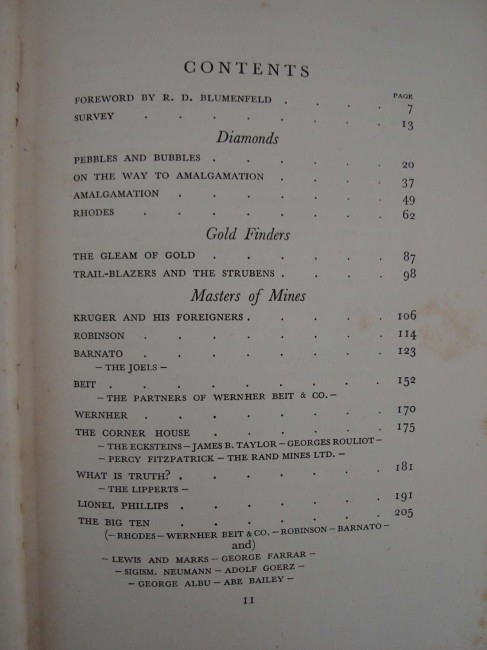 CONTENTS
PAGE
FOREWORD BY R. D. BLUMENFELD . . . . 7
SURVEY . . . . . . . 13
Diamonds
PEBBLES AND BUBBLES . . . . . . 20
ON THE WAY TO AMALGAMATION . . . . 37
AMALGAMATION . . . . . . 49
RHODES . . . . . . . 62
Gold Finders
THE GLEAM OF GOLD . . . . . . 87
TRAIL-BLAZERS AND THE STRUBENS . . . . 98
Masters of Mines
KRUGER AND HIS FOREIGNERS . . . . . 106
ROBINSON . . . . . . . 114
BARNATO . . . . . . . 123
– THE JOELS –
BEIT . . . . . . . . 152
– THE PARTNERS OF WERNHER BEIT & CO. –
WERNHER . . . . . . . 170
THE CORNER HOUSE . . . . . 175
– THE ECKSTEINS – JAMES B. TAYLOR – GEORGES ROULIOT –
– PERCY FITZPATRICK – THE RAND MINES LTD. –
WHAT IS TRUTH? . . . . . . 181
– THE LIPPERTS –
LIONEL PHILLIPS . . . . . . 191
THE BIG TEN . . . . . . 205
(– RHODES – WERNHER BEIT & CO. – ROBINSON – BARNATO –
and)
– LEWIS AND MARKS – GEORGE FARRAR –
– SIGISM. NEUMANN – ADOLF GOERZ –
– GEORGE ALBU – ABE BAILEY –
11